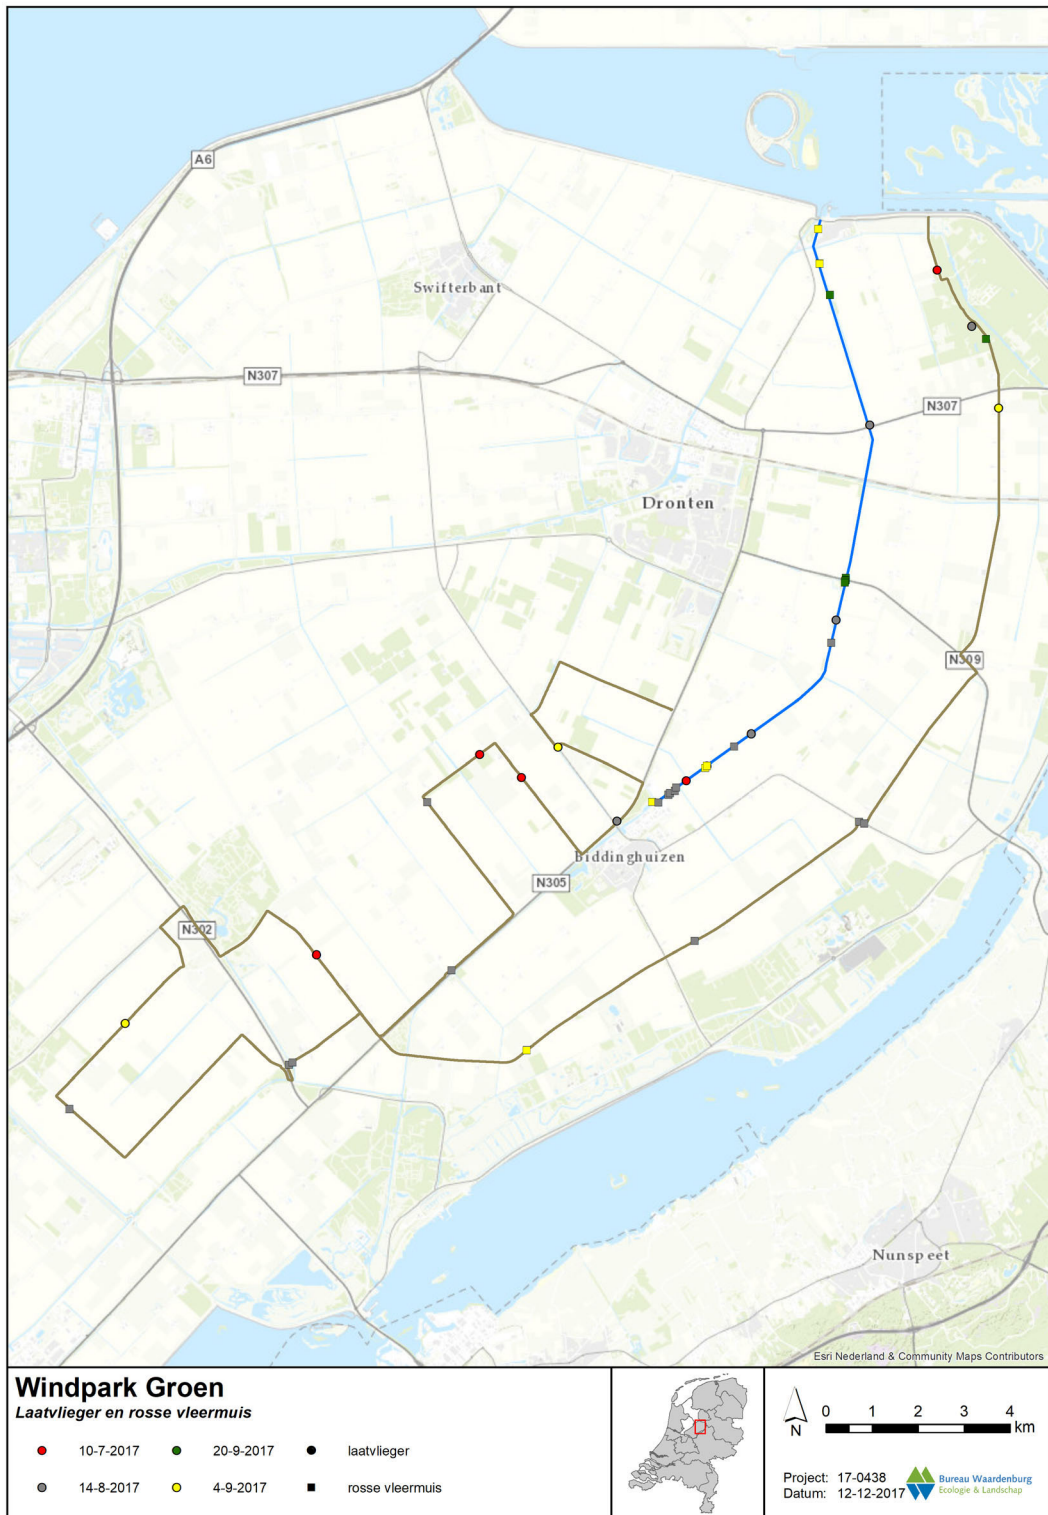 A6
Swifterbant
N307
N307
Dronten
N309
Biddinghuizen
N305
N302
Nunspeet
Esri Nederland & Community Maps Contributors
Windpark Groen
Laatvlieger en rosse vleermuis
10-7-2017
20-9-2017
laatvlieger
14-8-2017
4-9-2017
rosse vleermuis
N
0 1 2 3 4
km
Project: 17-0438
Datum: 12-12-2017
Bureau Waardenburg
Ecologie & Landschap